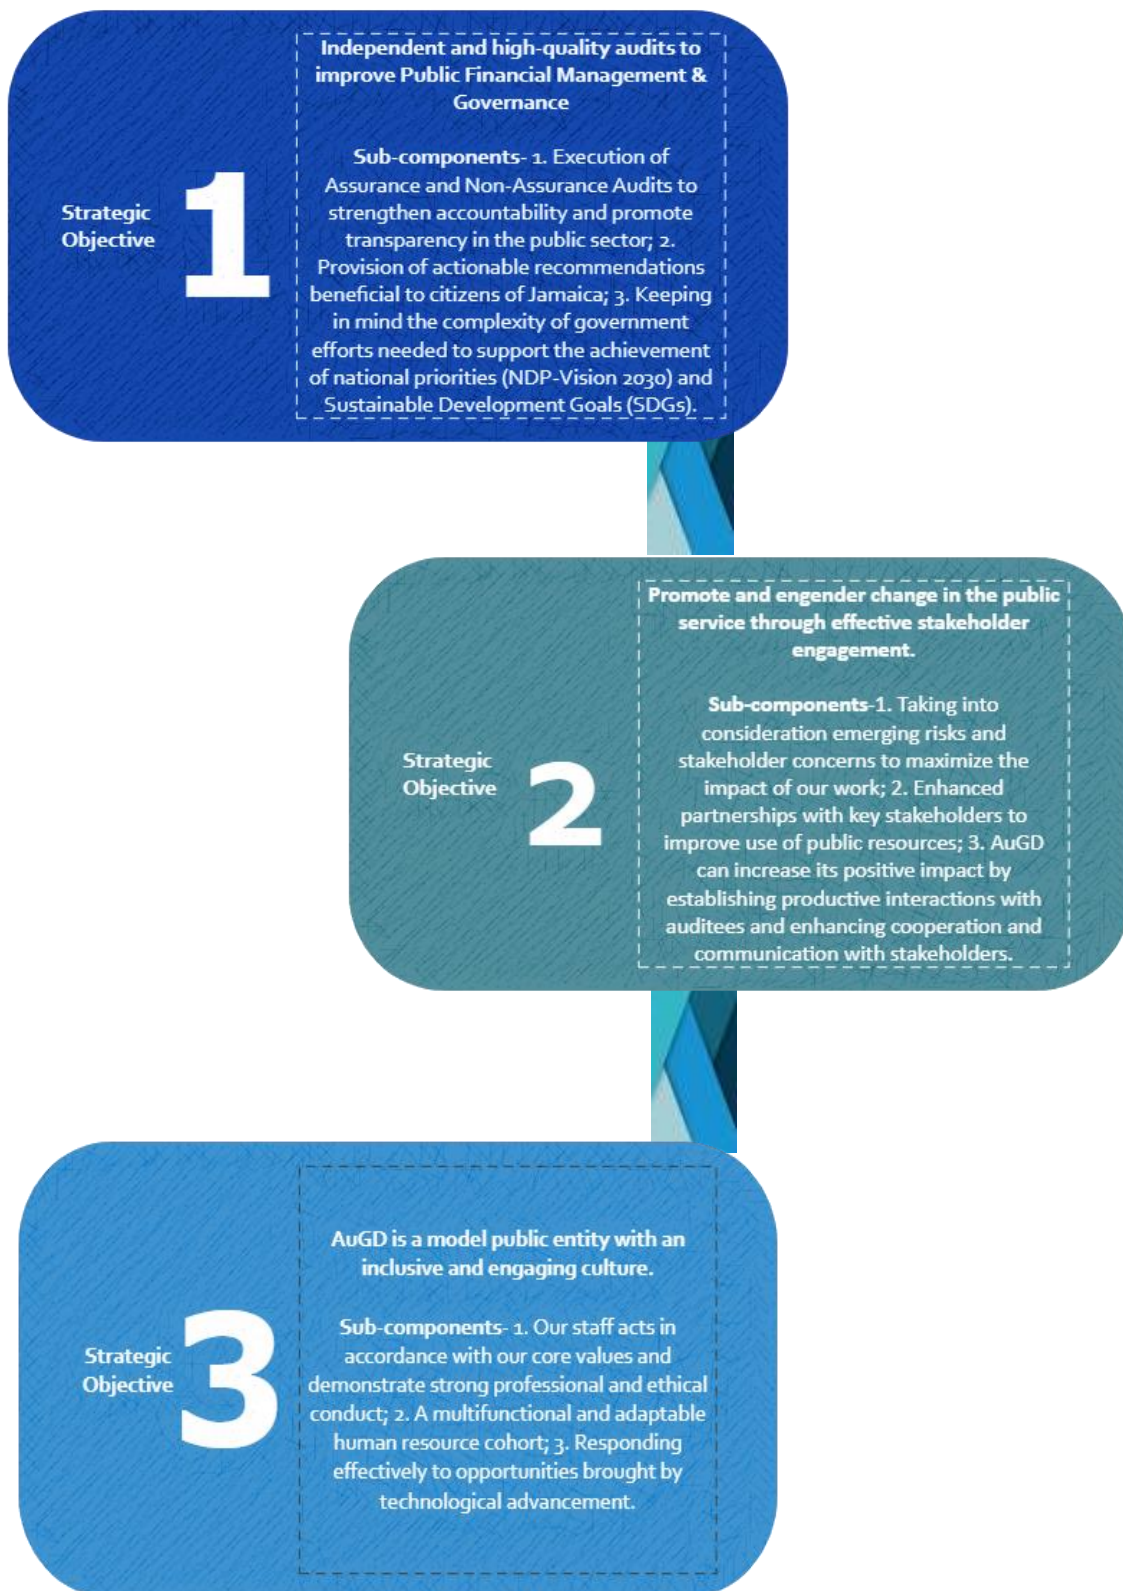 Strategic
Objective
1
Independent and high-quality audits to
improve Public Financial Management &
Governance
Sub-components- 1. Execution of
Assurance and Non-Assurance Audits to
strengthen accountability and promote
transparency in the public sector; 2.
Provision of actionable recommendations
beneficial to citizens of Jamaica; 3. Keeping
in mind the complexity of government
efforts needed to support the achievement
of national priorities (NDP-Vision 2030) and
Sustainable Development Goals (SDGs).
Strategic
Objective
2
Promote and engender change in the public
service through effective stakeholder
engagement.
Sub-components-1. Taking into
consideration emerging risks and
stakeholder concerns to maximize the
impact of our work; 2. Enhanced
partnerships with key stakeholders to
improve use of public resources; 3. AuGD
can increase its positive impact by
establishing productive interactions with
auditees and enhancing cooperation and
communication with stakeholders.
Strategic
Objective
3
AuGD is a model public entity with an
inclusive and engaging culture.
Sub-components- 1. Our staff acts in
accordance with our core values and
demonstrate strong professional and ethical
conduct; 2. A multifunctional and adaptable
human resource cohort; 3. Responding
effectively to opportunities brought by
technological advancement.